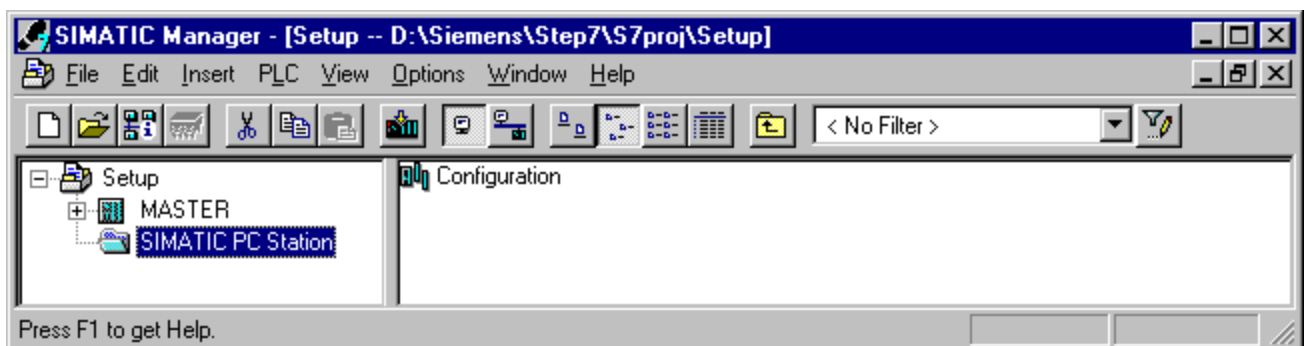 SIMATIC Manager - [Setup -- D:\Siemens\Step7\S7proj\Setup]
File Edit Insert PLC View Options Window Help
< No Filter >
Setup
MASTER
SIMATIC PC Station
Configuration
Press F1 to get Help.